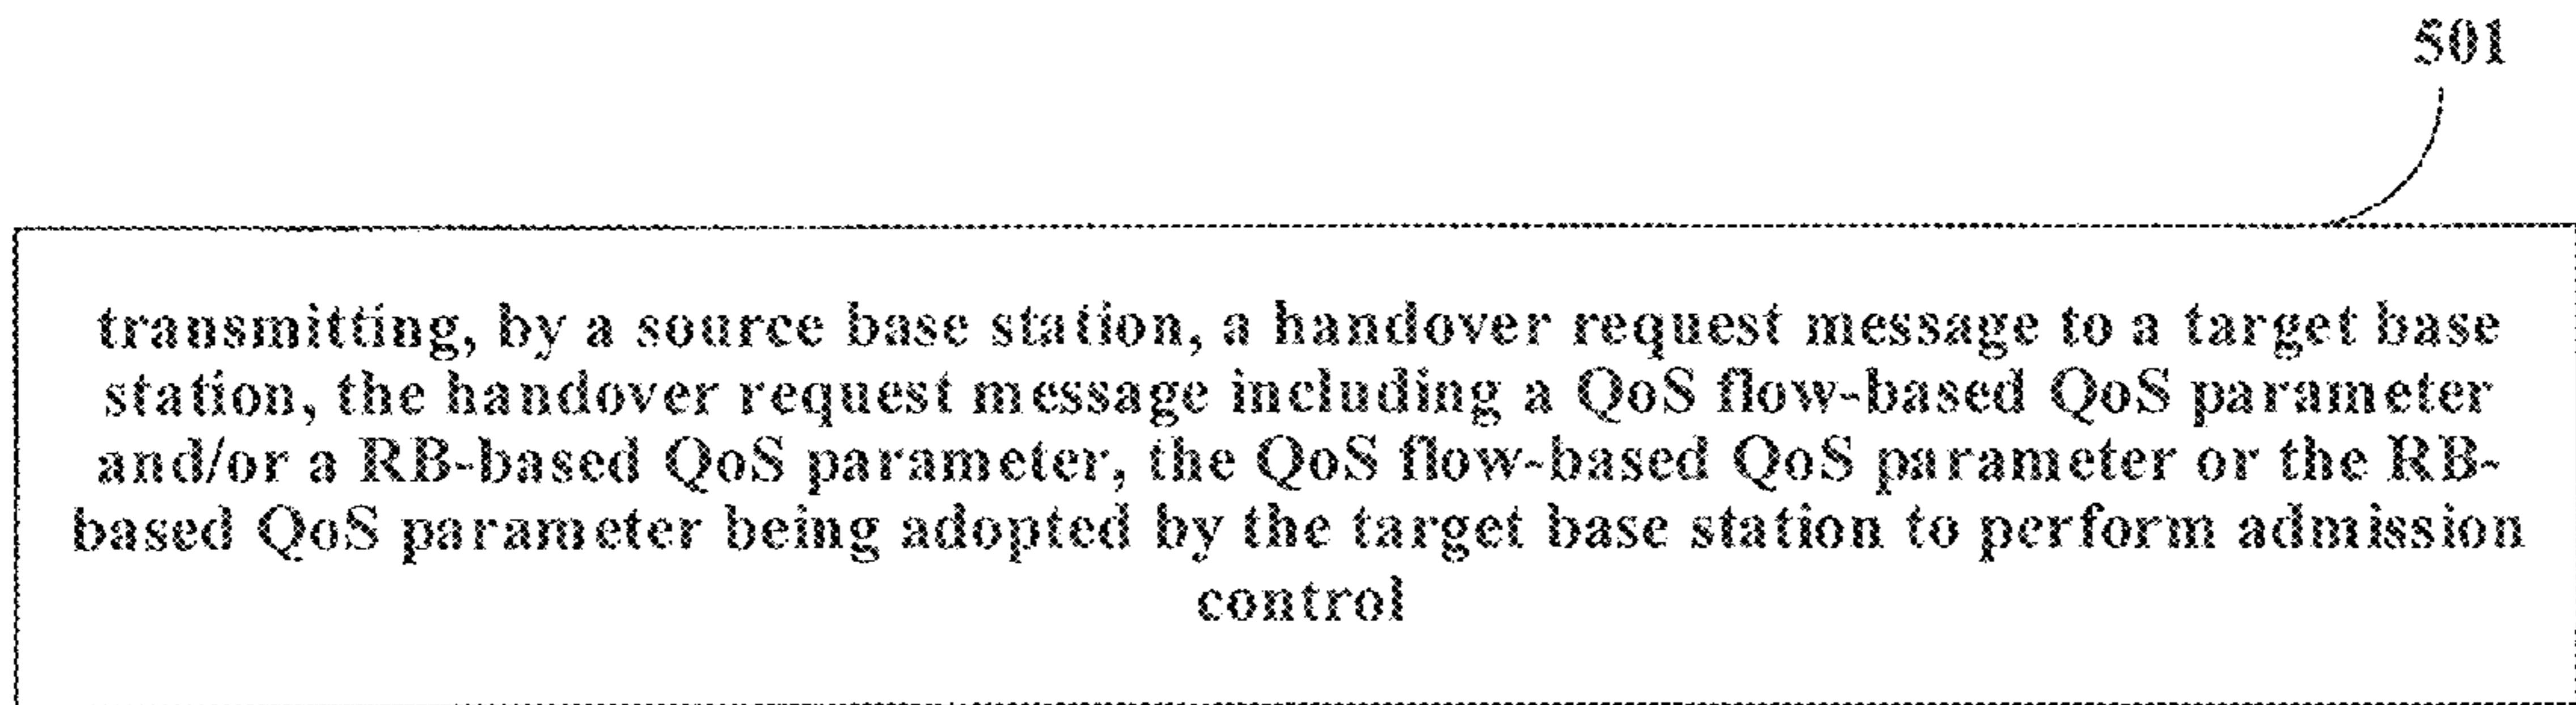 501
transmitting, by a source base station, a handover request message to a target base
station, the handover request message including a QoS flow-based QoS parameter
and/or a RB-based QoS parameter, the QoS flow-based QoS parameter or the RB-
based QoS parameter being adopted by the target base station to perform admission
control